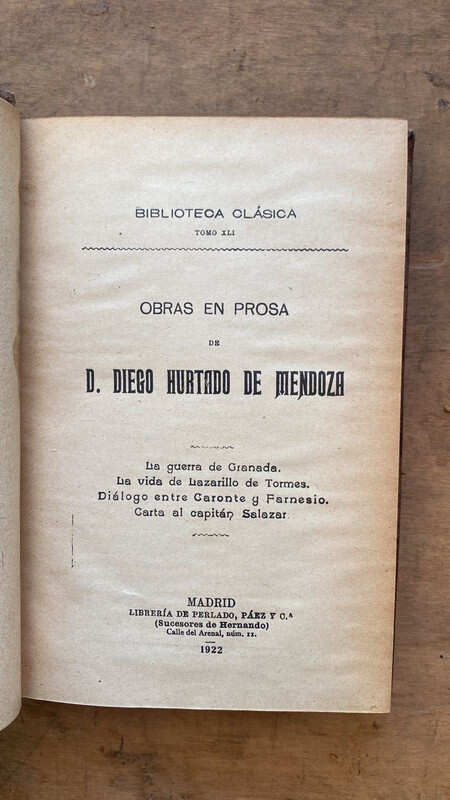 BIBLIOTECA CLÁSICA
TOMO XLI
OBRAS EN PROSA
DE
D. DIEGO HURTADO DE MENDOZA
La guerra de Granada.
La vida de Lazarillo de Tormes.
Diálogo entre Caronte y Farnesio.
Carta al capitán Salazar
MADRID
LIBRERÍA DE PERLADO, PÁEZ Y C.ª
(Sucesores de Hernando)
Calle del Arenal, núm. 11.
1922